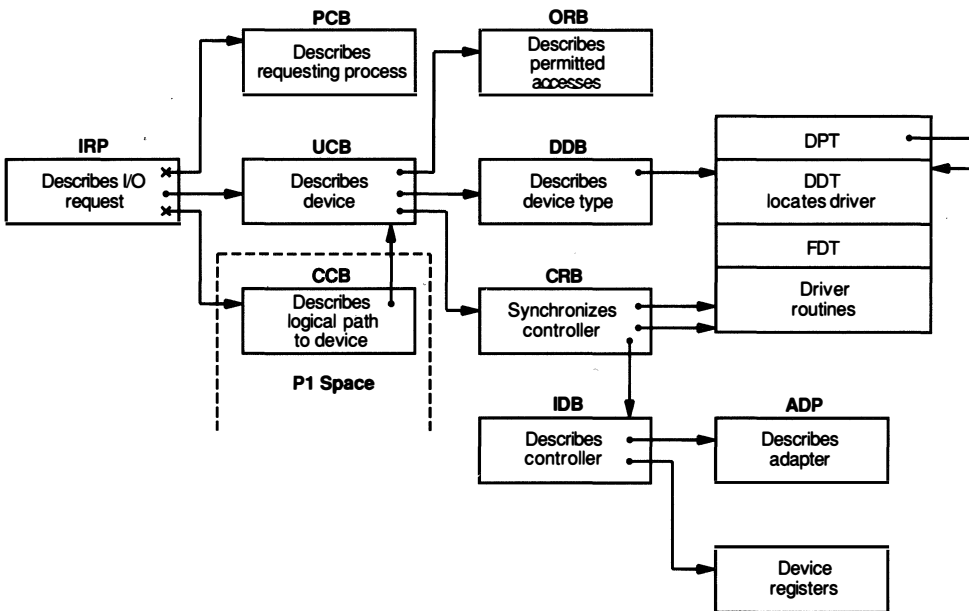 PCB
Describes
requesting process
ORB
Describes
permitted
accesses
IRP
Describes I/O
request
UCB
Describes
device
DDB
Describes
device type
DPT
DDT
locates driver
FDT
Driver
routines
CCB
Describes
logical path
to device
P1 Space
CRB
Synchronizes
controller
IDB
Describes
controller
ADP
Describes
adapter
Device
registers